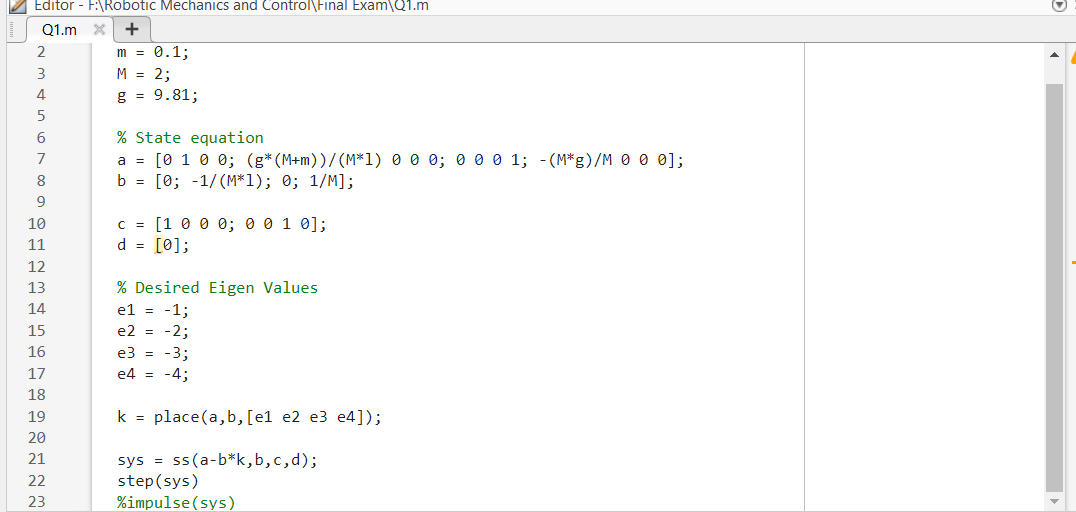 Editor - F:\Robotic Mechanics and Control\Final Exam\Q1.m
Q1.m × +
2 m = 0.1;
3 M = 2;
4 g = 9.81;
5
6 % State equation
7 a = [0 1 0 0; (g*(M+m))/(M*l) 0 0 0; 0 0 0 1; -(M*g)/M 0 0 0];
8 b = [0; -1/(M*l); 0; 1/M];
9
10 c = [1 0 0 0; 0 0 1 0];
11 d = [0];
12
13 % Desired Eigen Values
14 e1 = -1;
15 e2 = -2;
16 e3 = -3;
17 e4 = -4;
18
19 k = place(a,b,[e1 e2 e3 e4]);
20
21 sys = ss(a-b*k,b,c,d);
22 step(sys)
23 %impulse(sys)